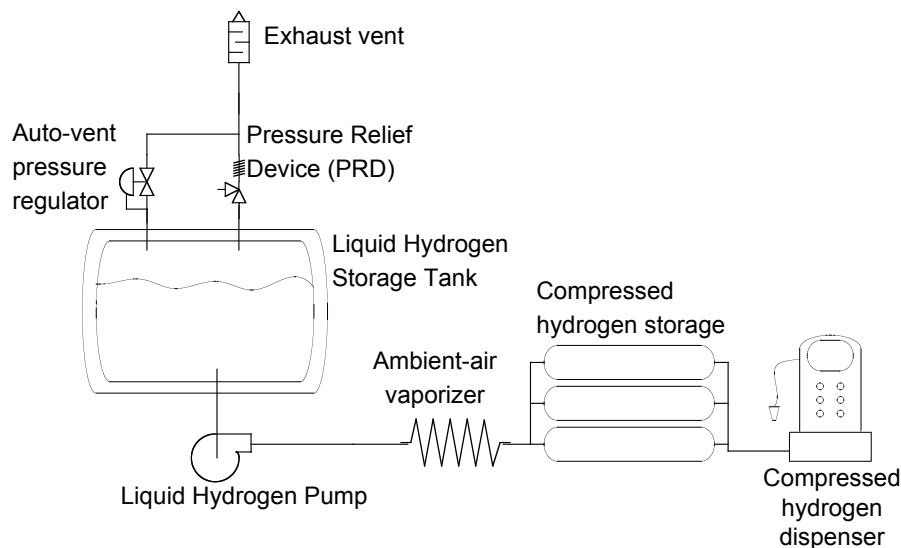 Exhaust vent
Auto-vent
pressure
regulator
Pressure Relief
Device (PRD)
Liquid Hydrogen
Storage Tank
Compressed
hydrogen storage
Ambient-air
vaporizer
Liquid Hydrogen Pump
Compressed
hydrogen
dispenser